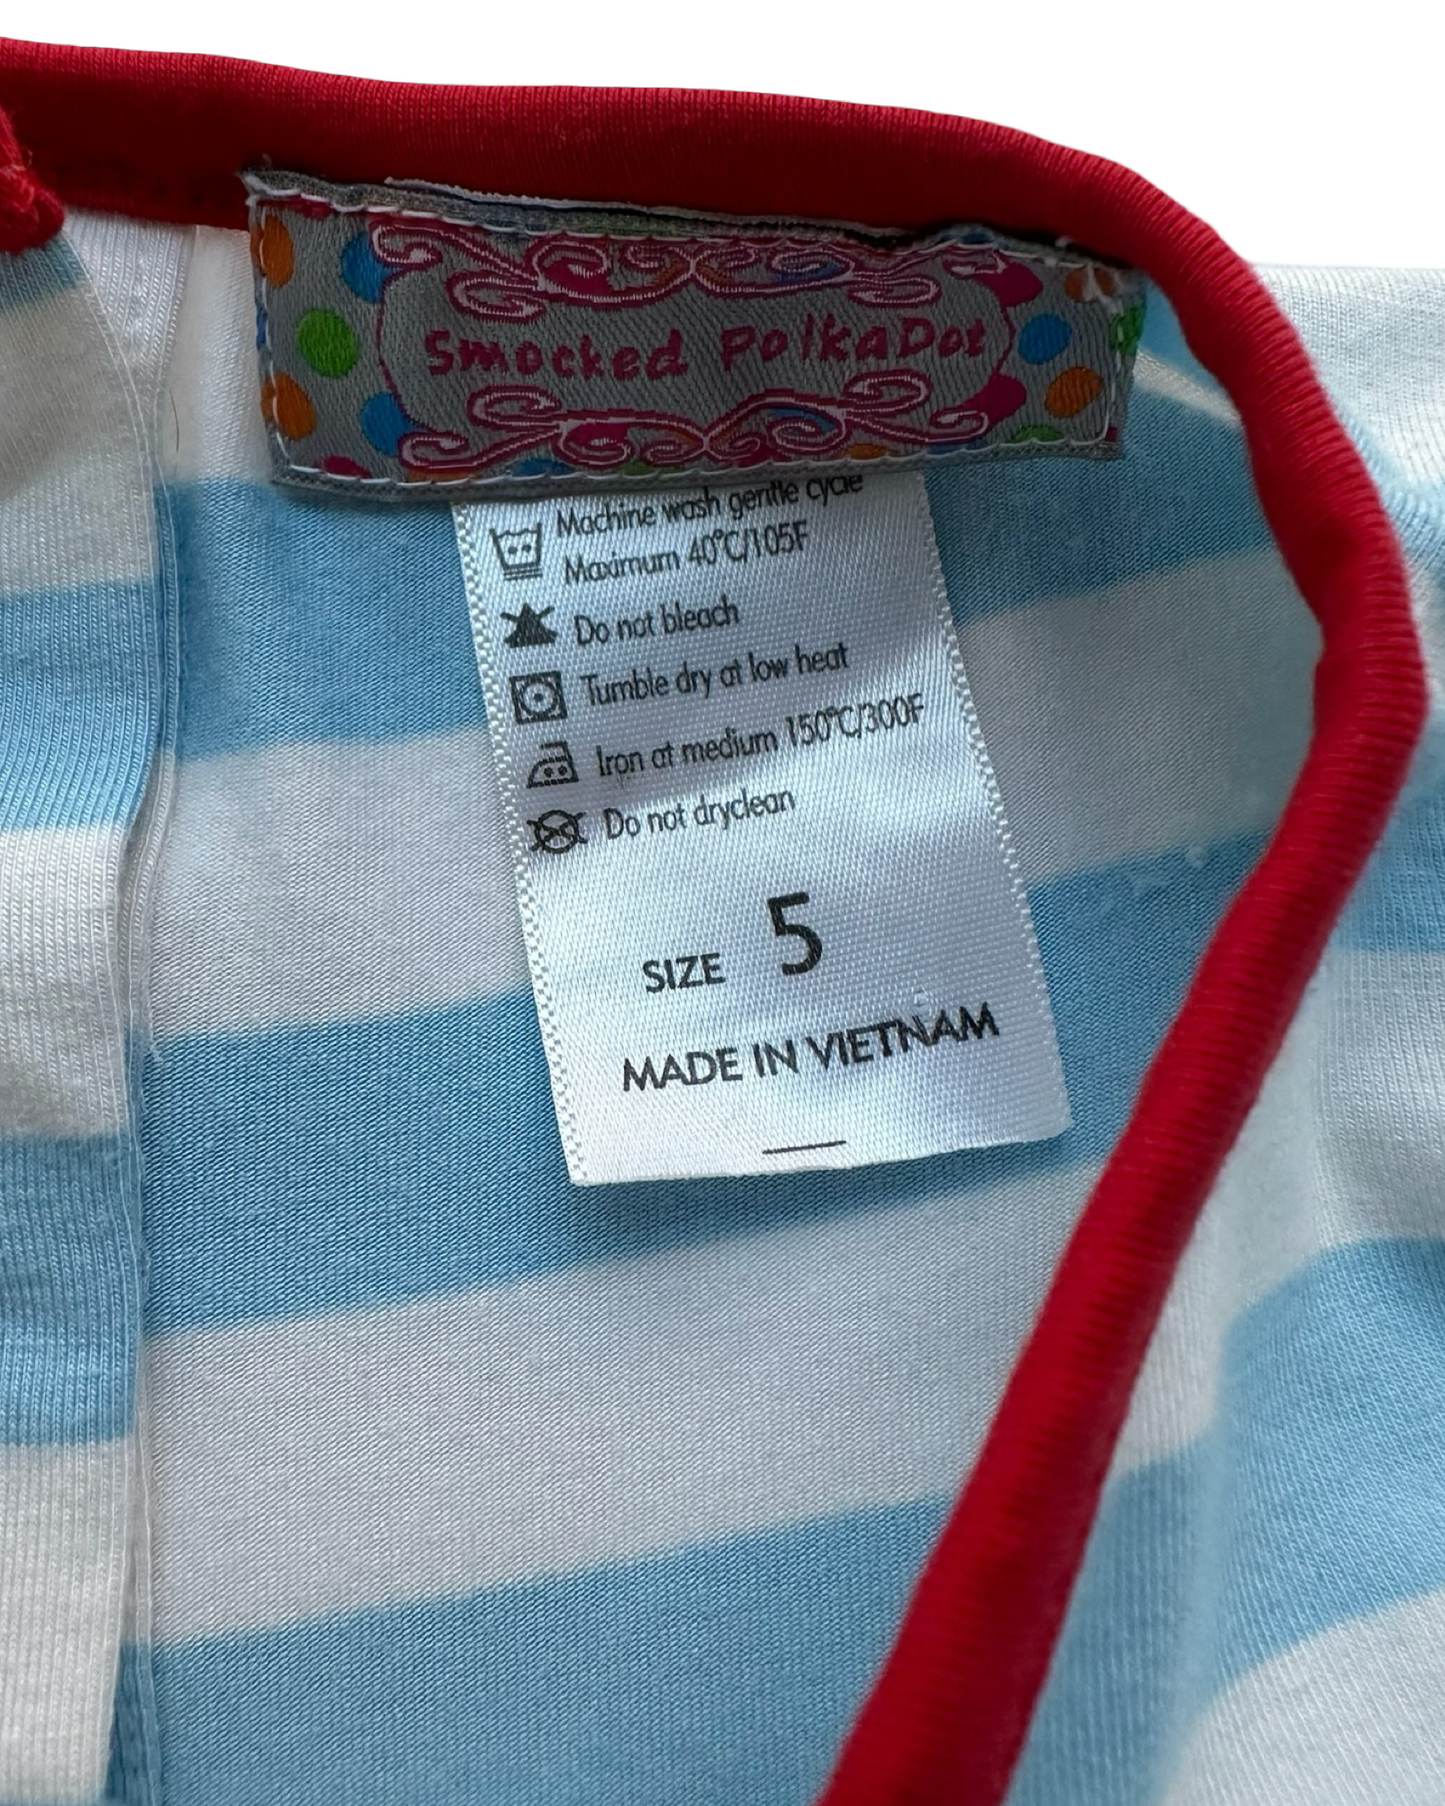 Smocked PolkaDot
Machine wash gentle cycle
Maximum 40°C/105F
Do not bleach
Tumble dry at low heat
Iron at medium 150°C/300F
Do not dryclean
SIZE 5
MADE IN VIETNAM